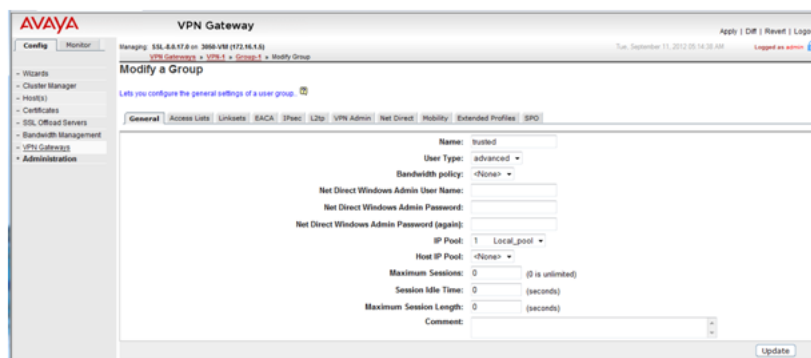 AVAYA
VPN Gateway
Apply | Diff | Revert | Logo
Config Monitor
Managing: SSL-8.0.17.0 on 3050-VM (172.16.1.5)
Tue, September 11, 2012 05:14:38 AM
Logged as admin
VPN Gateways » VPN-1 » Group-1 » Modify Group
Modify a Group
Lets you configure the general settings of a user group.
– Wizards
– Cluster Manager
– Host(s)
– Certificates
– SSL Offload Servers
– Bandwidth Management
– VPN Gateways
• Administration
General Access Lists Linksets EACA IPsec L2tp VPN Admin Net Direct Mobility Extended Profiles SPO
Name: trusted
User Type: advanced
Bandwidth policy: <None>
Net Direct Windows Admin User Name:
Net Direct Windows Admin Password:
Net Direct Windows Admin Password (again):
IP Pool: 1 Local_pool
Host IP Pool: <None>
Maximum Sessions: 0 (0 is unlimited)
Session Idle Time: 0 (seconds)
Maximum Session Length: 0 (seconds)
Comment:
Update